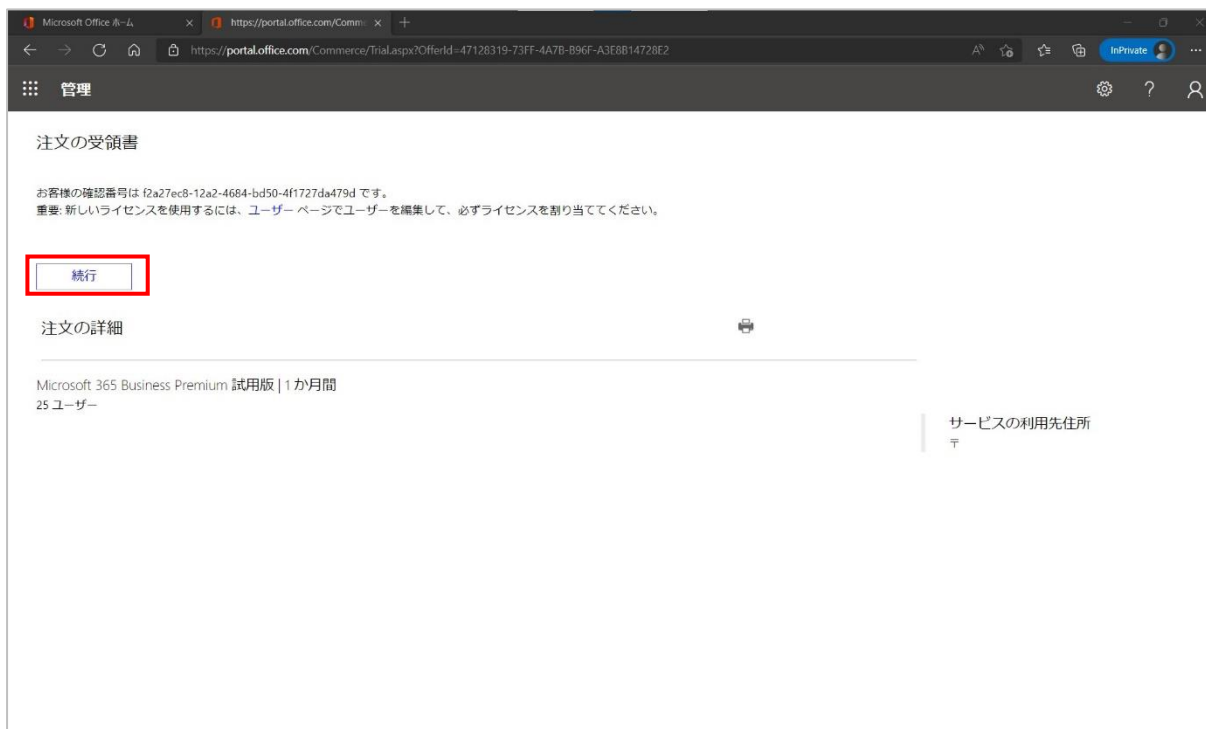 Microsoft Office ホーム
https://portal.office.com/Comm
https://portal.office.com/Commerce/Trial.aspx?OfferId=47128319-73FF-4A7B-B96F-A3E8B14728E2
InPrivate
管理
注文の受領書
お客様の確認番号は f2a27ec8-12a2-4684-bd50-4f1727da479d です。
重要: 新しいライセンスを使用するには、ユーザー ページでユーザーを編集して、必ずライセンスを割り当ててください。
続行
注文の詳細
Microsoft 365 Business Premium 試用版 | 1 か月間
25 ユーザー
サービスの利用先住所
〒